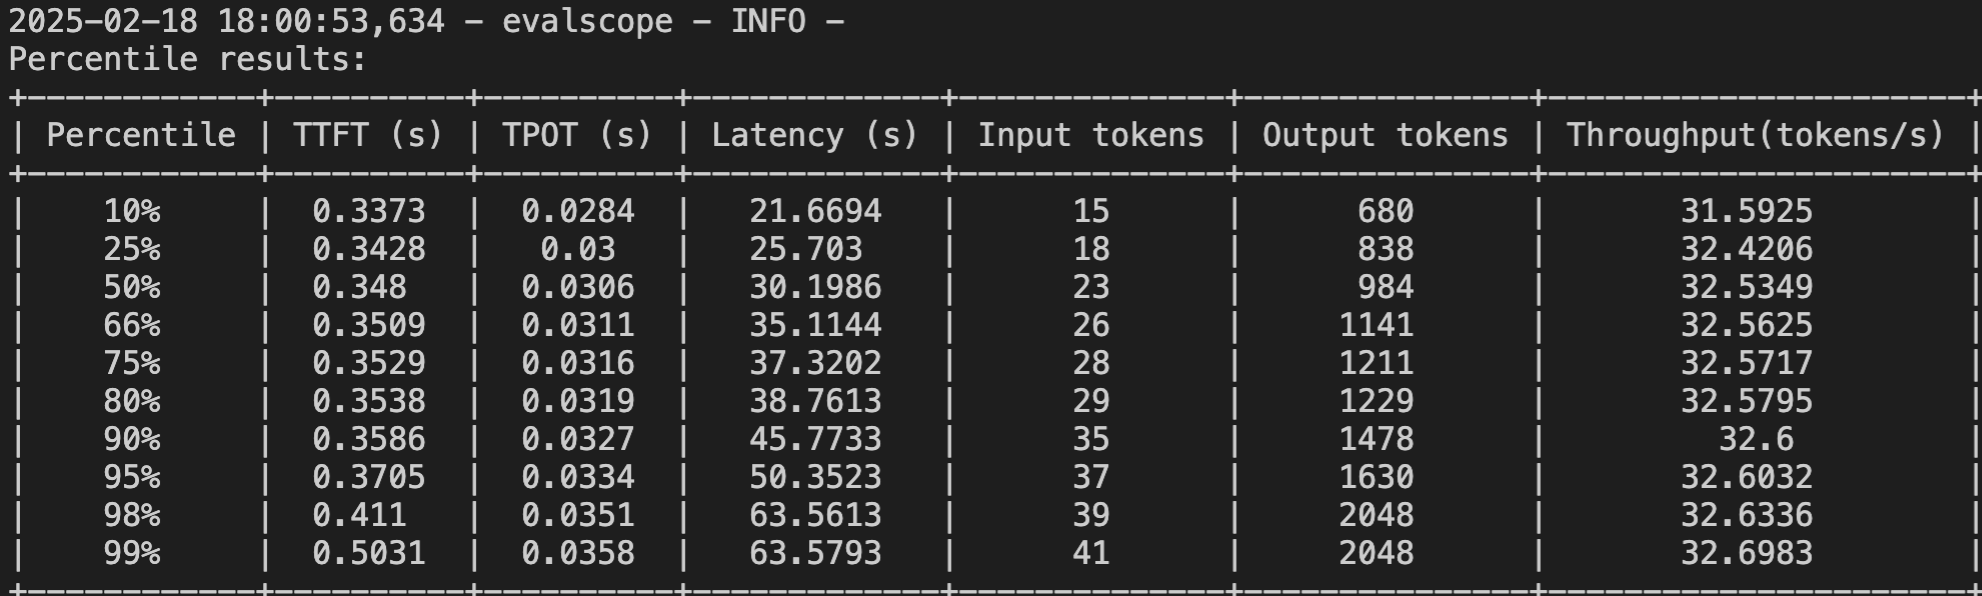 2025-02-18 18:00:53,634 - evalscope - INFO -
Percentile results:
+------------+----------+----------+-------------+--------------+---------------+----------------------+
| Percentile | TTFT (s) | TPOT (s) | Latency (s) | Input tokens | Output tokens | Throughput(tokens/s) |
+------------+----------+----------+-------------+--------------+---------------+----------------------+
|    10%     |  0.3373  |  0.0284  |   21.6694   |      15      |      680      |       31.5925        |
|    25%     |  0.3428  |   0.03   |   25.703    |      18      |      838      |       32.4206        |
|    50%     |  0.348   |  0.0306  |   30.1986   |      23      |      984      |       32.5349        |
|    66%     |  0.3509  |  0.0311  |   35.1144   |      26      |     1141      |       32.5625        |
|    75%     |  0.3529  |  0.0316  |   37.3202   |      28      |     1211      |       32.5717        |
|    80%     |  0.3538  |  0.0319  |   38.7613   |      29      |     1229      |       32.5795        |
|    90%     |  0.3586  |  0.0327  |   45.7733   |      35      |     1478      |         32.6         |
|    95%     |  0.3705  |  0.0334  |   50.3523   |      37      |     1630      |       32.6032        |
|    98%     |  0.411   |  0.0351  |   63.5613   |      39      |     2048      |       32.6336        |
|    99%     |  0.5031  |  0.0358  |   63.5793   |      41      |     2048      |       32.6983        |
+------------+----------+----------+-------------+--------------+---------------+----------------------+